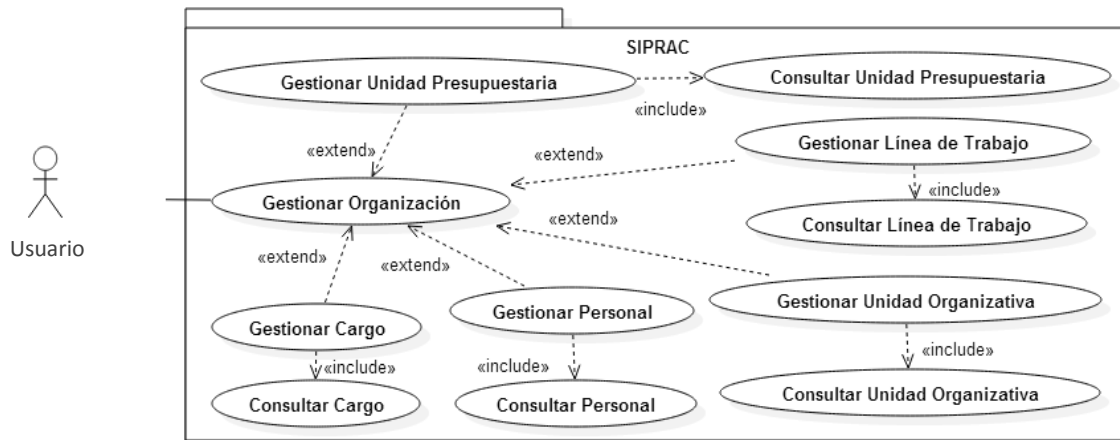 SIPRAC
Gestionar Unidad Presupuestaria
Consultar Unidad Presupuestaria
«include»
Gestionar Línea de Trabajo
«extend»
«extend»
«include»
Gestionar Organización
Consultar Línea de Trabajo
«extend»
Usuario
«extend»
«extend»
Gestionar Unidad Organizativa
Gestionar Personal
Gestionar Cargo
«include»
«include»
«include»
Consultar Unidad Organizativa
Consultar Cargo
Consultar Personal